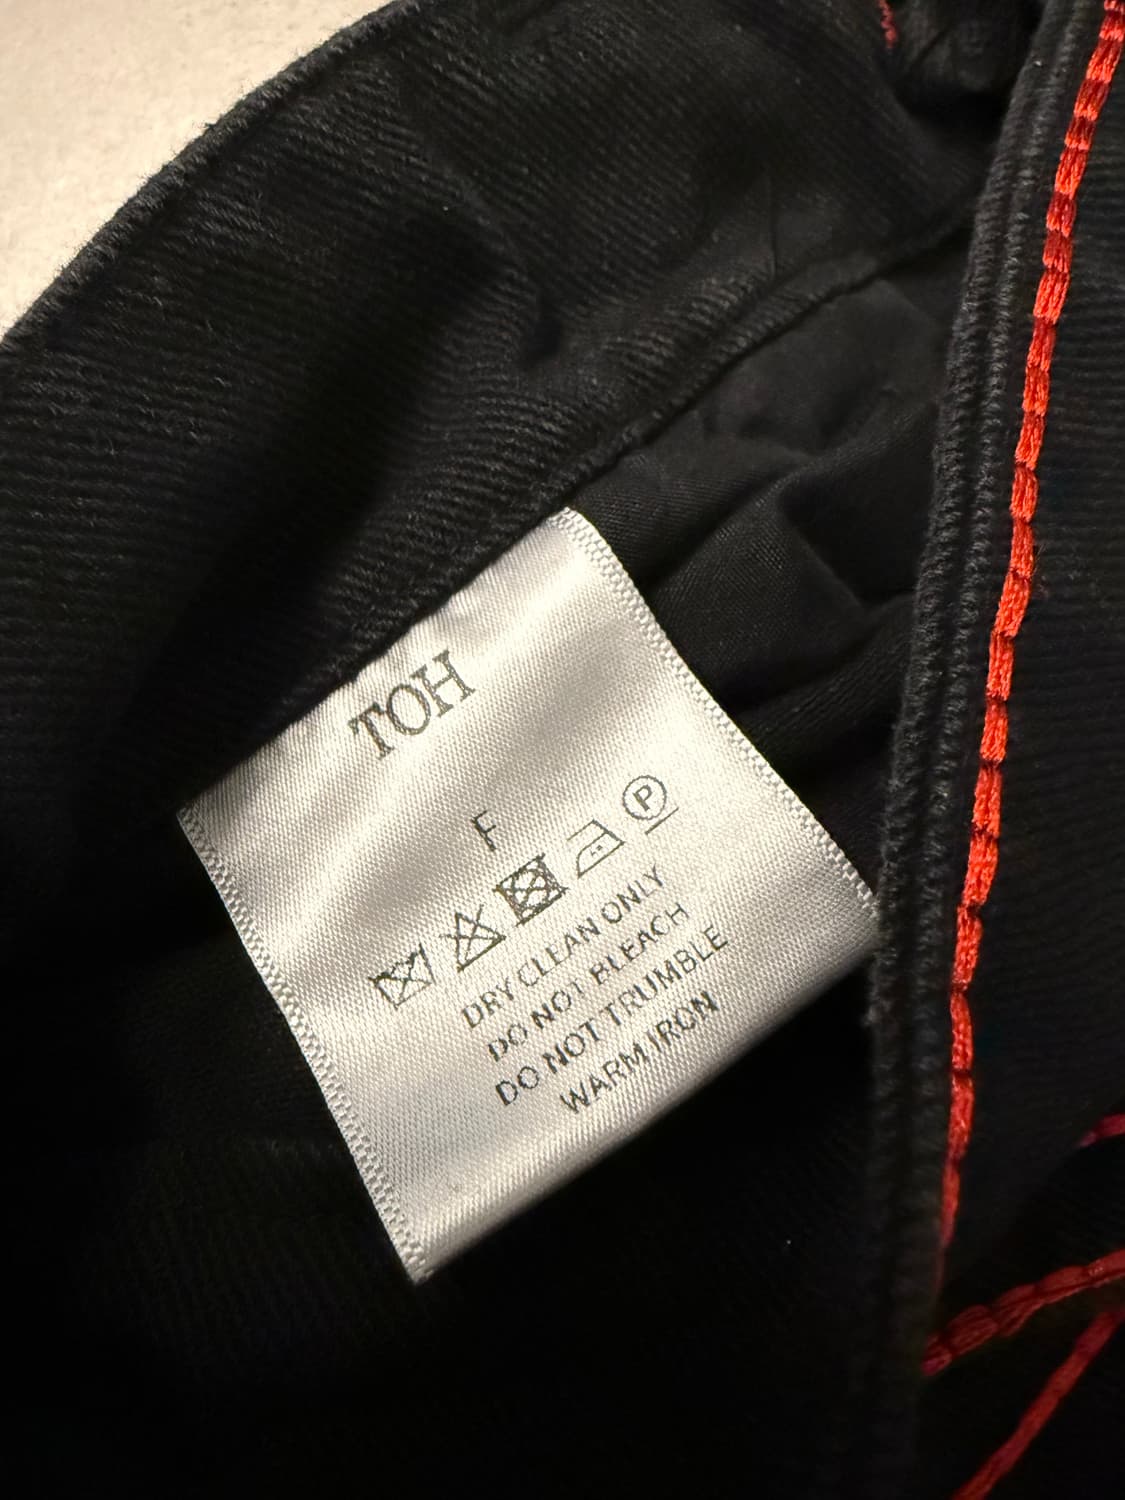 TOH
F
P
DRY CLEAN ONLY
DO NOT BLEACH
DO NOT TRUMBLE
WARM IRON